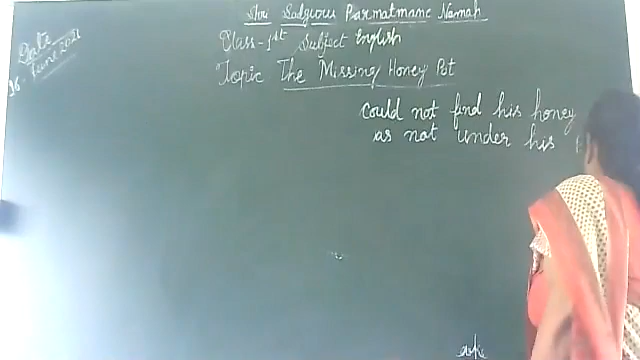 Shri Sadguru Parmatmane Namah
Date
16 June 2021
Class-1st Subject English
Topic The Missing Honey Pot
could not find his honey
as not under his